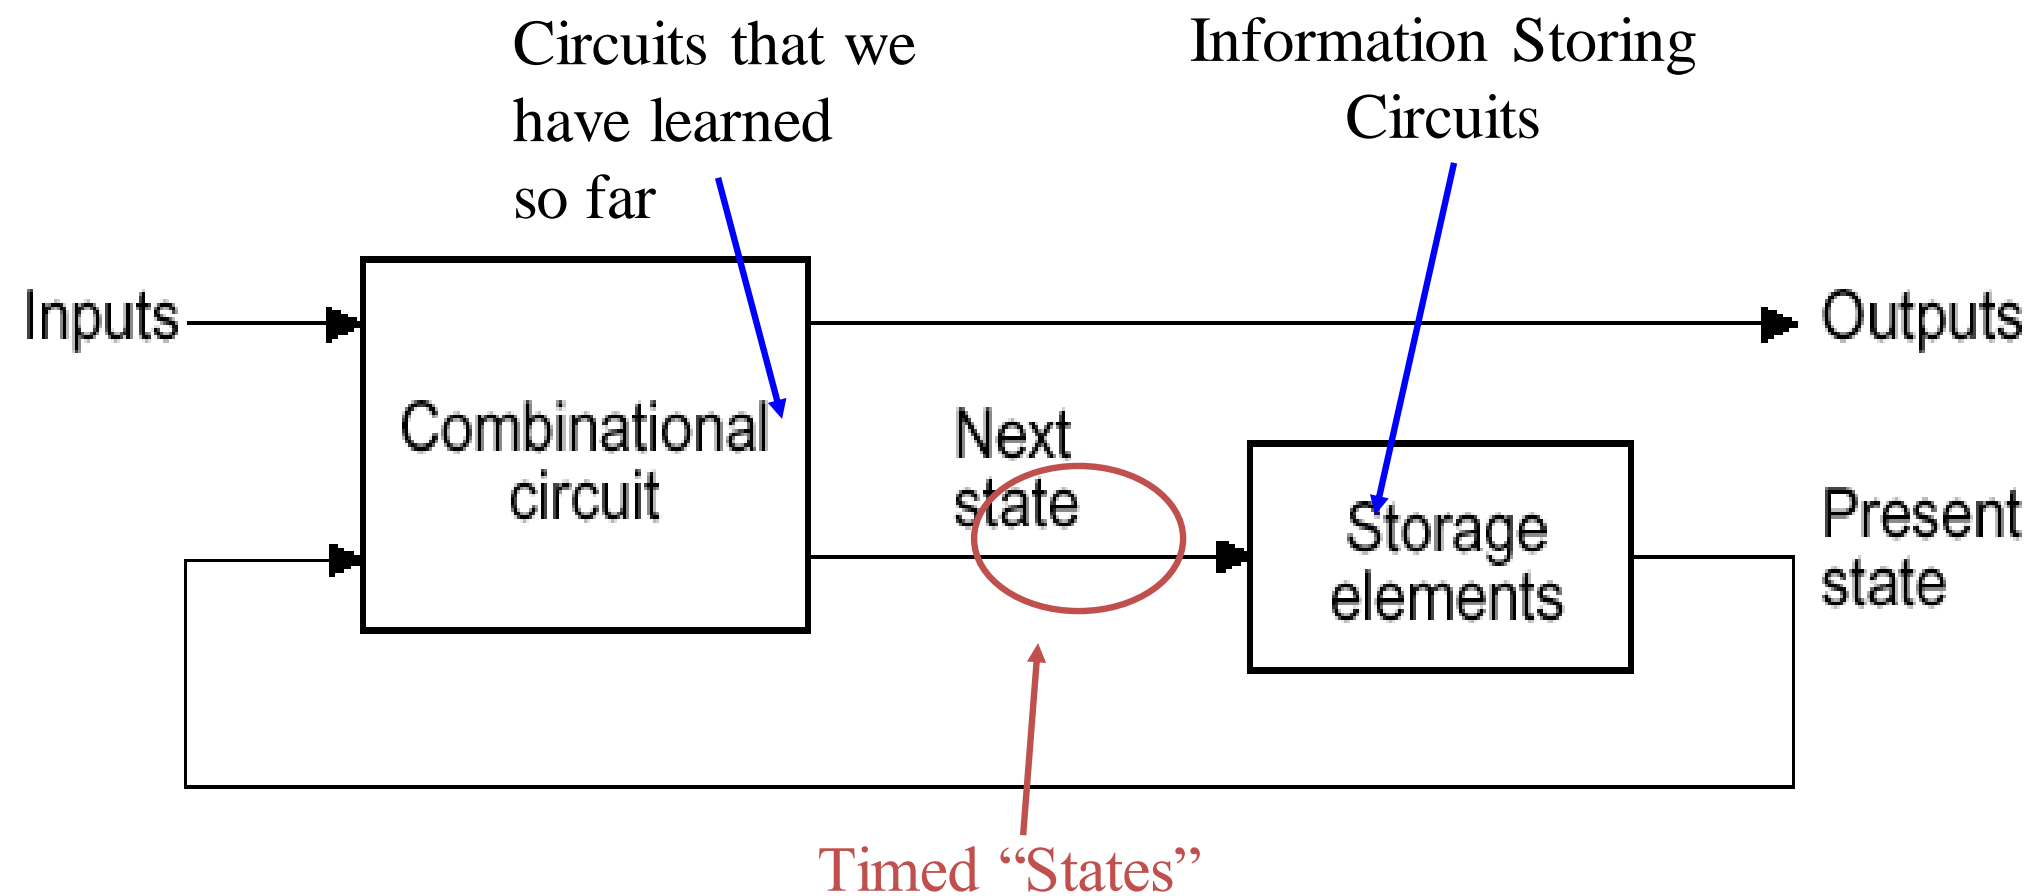 Circuits that we
have learned
so far
Information Storing
Circuits
Inputs
Outputs
Combinational
circuit
Next
state
Storage
elements
Present
state
Timed “States”